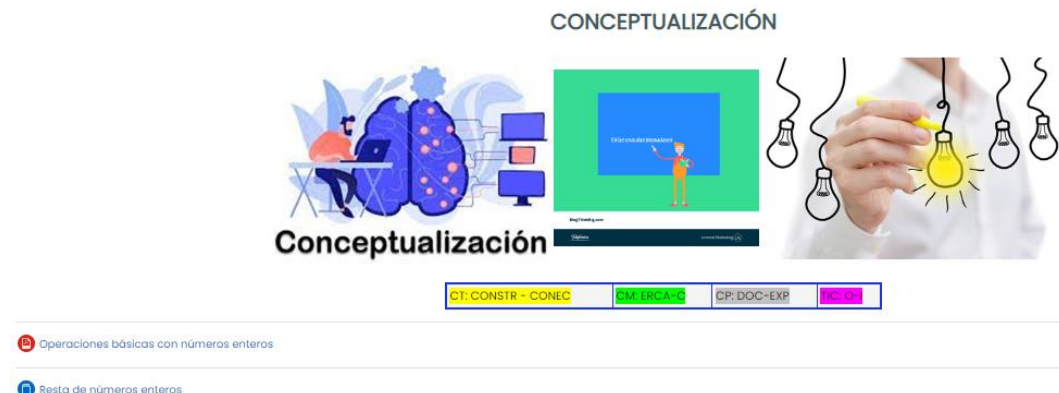 CONCEPTUALIZACIÓN
Conceptualización
CT: CONSTR - CONEC CM: ERCA-C CP: DOC-EXP TIC: O-I
Operaciones básicas con números enteros
Resta de números enteros